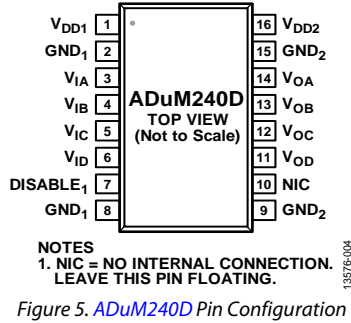 VDD1 1 16 VDD2
GND1 2 15 GND2
VIA 3 14 VOA
VIB 4 ADuM240D 13 VOB
TOP VIEW
VIC 5 (Not to Scale) 12 VOC
VID 6 11 VOD
DISABLE1 7 10 NIC
GND1 8 9 GND2
NOTES
1. NIC = NO INTERNAL CONNECTION.
LEAVE THIS PIN FLOATING.
13576-004
Figure 5. ADuM240D Pin Configuration